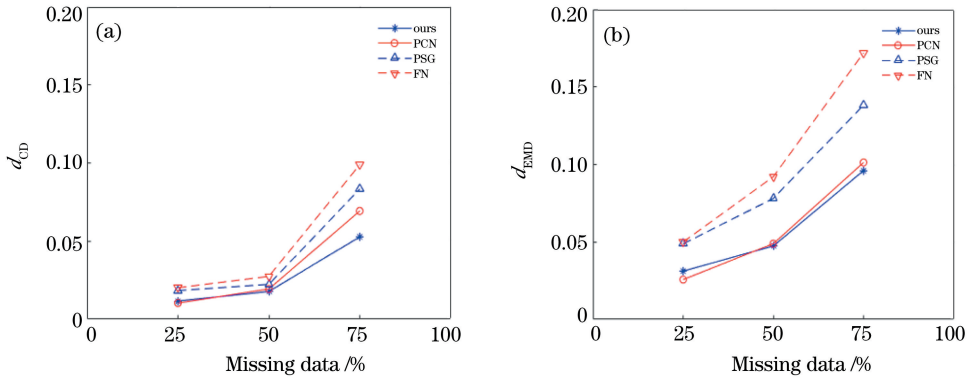 (a)
ours
PCN
PSG
FN
0.20
0.15
0.10
0.05
0
d_CD
0 25 50 75 100
Missing data /%
(b)
ours
PCN
PSG
FN
0.20
0.15
0.10
0.05
0
d_EMD
0 25 50 75 100
Missing data /%